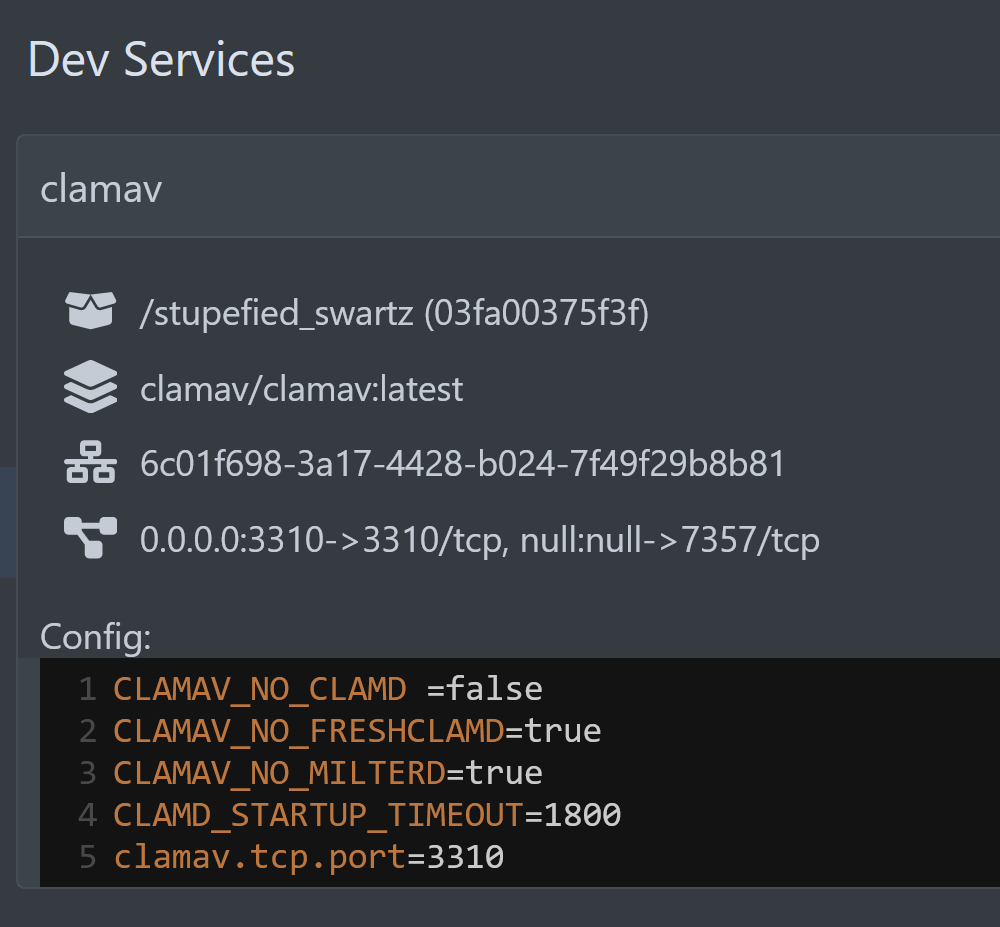 Dev Services
clamav
/stupefied_swartz (03fa00375f3f)
clamav/clamav:latest
6c01f698-3a17-4428-b024-7f49f29b8b81
0.0.0.0:3310->3310/tcp, null:null->7357/tcp
Config:
1 CLAMAV_NO_CLAMD =false
2 CLAMAV_NO_FRESHCLAMD=true
3 CLAMAV_NO_MILTERD=true
4 CLAMD_STARTUP_TIMEOUT=1800
5 clamav.tcp.port=3310